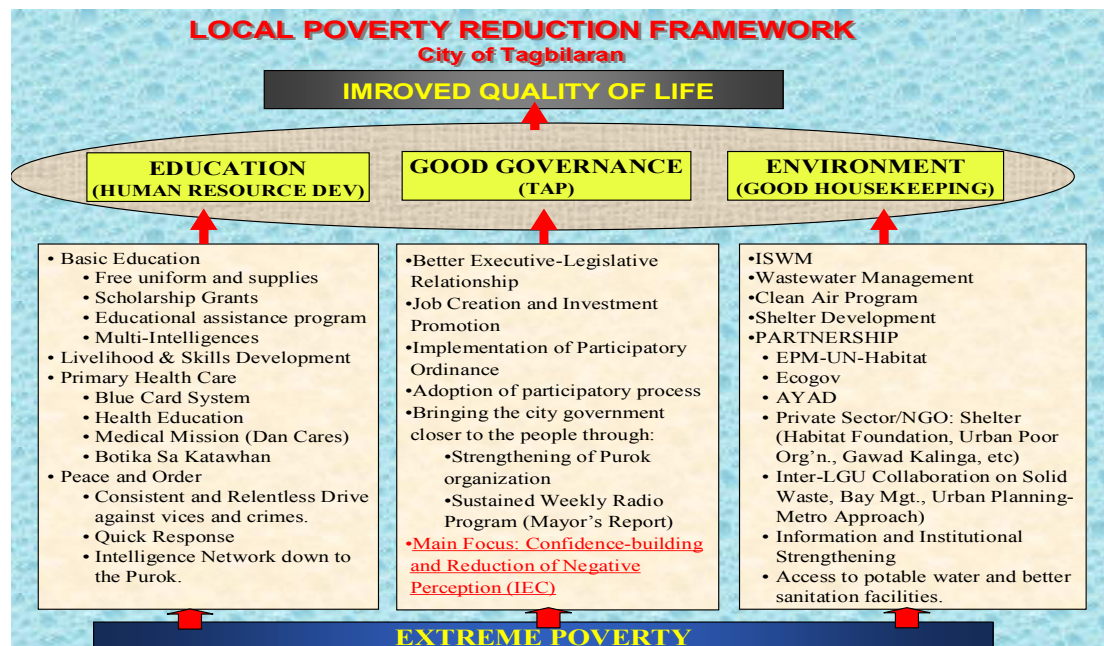 LOCAL POVERTY REDUCTION FRAMEWORK
City of Tagbilaran
IMROVED QUALITY OF LIFE
EDUCATION
(HUMAN RESOURCE DEV)
GOOD GOVERNANCE
(TAP)
ENVIRONMENT
(GOOD HOUSEKEEPING)
• Basic Education
• Free uniform and supplies
• Scholarship Grants
• Educational assistance program
• Multi-Intelligences
• Livelihood & Skills Development
• Primary Health Care
• Blue Card System
• Health Education
• Medical Mission (Dan Cares)
• Botika Sa Katawhan
• Peace and Order
• Consistent and Relentless Drive
against vices and crimes.
• Quick Response
• Intelligence Network down to
the Purok.
•Better Executive-Legislative
Relationship
•Job Creation and Investment
Promotion
•Implementation of Participatory
Ordinance
•Adoption of participatory process
•Bringing the city government
closer to the people through:
•Strengthening of Purok
organization
•Sustained Weekly Radio
Program (Mayor's Report)
•Main Focus: Confidence-building
and Reduction of Negative
Perception (IEC)
•ISWM
•Wastewater Management
•Clean Air Program
•Shelter Development
•PARTNERSHIP
• EPM-UN-Habitat
• Ecogov
• AYAD
• Private Sector/NGO: Shelter
(Habitat Foundation, Urban Poor
Org'n., Gawad Kalinga, etc)
• Inter-LGU Collaboration on Solid
Waste, Bay Mgt., Urban Planning-
Metro Approach)
• Information and Institutional
Strengthening
• Access to potable water and better
sanitation facilities.
EXTREME POVERTY